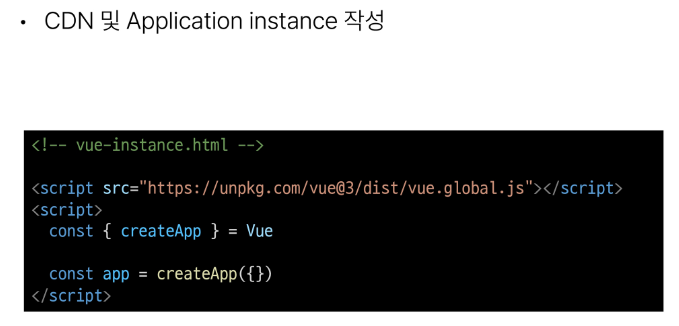 • CDN 및 Application instance 작성
<!-- vue-instance.html -->
<script src="https://unpkg.com/vue@3/dist/vue.global.js"></script>
<script>
  const { createApp } = Vue
  const app = createApp({})
</script>